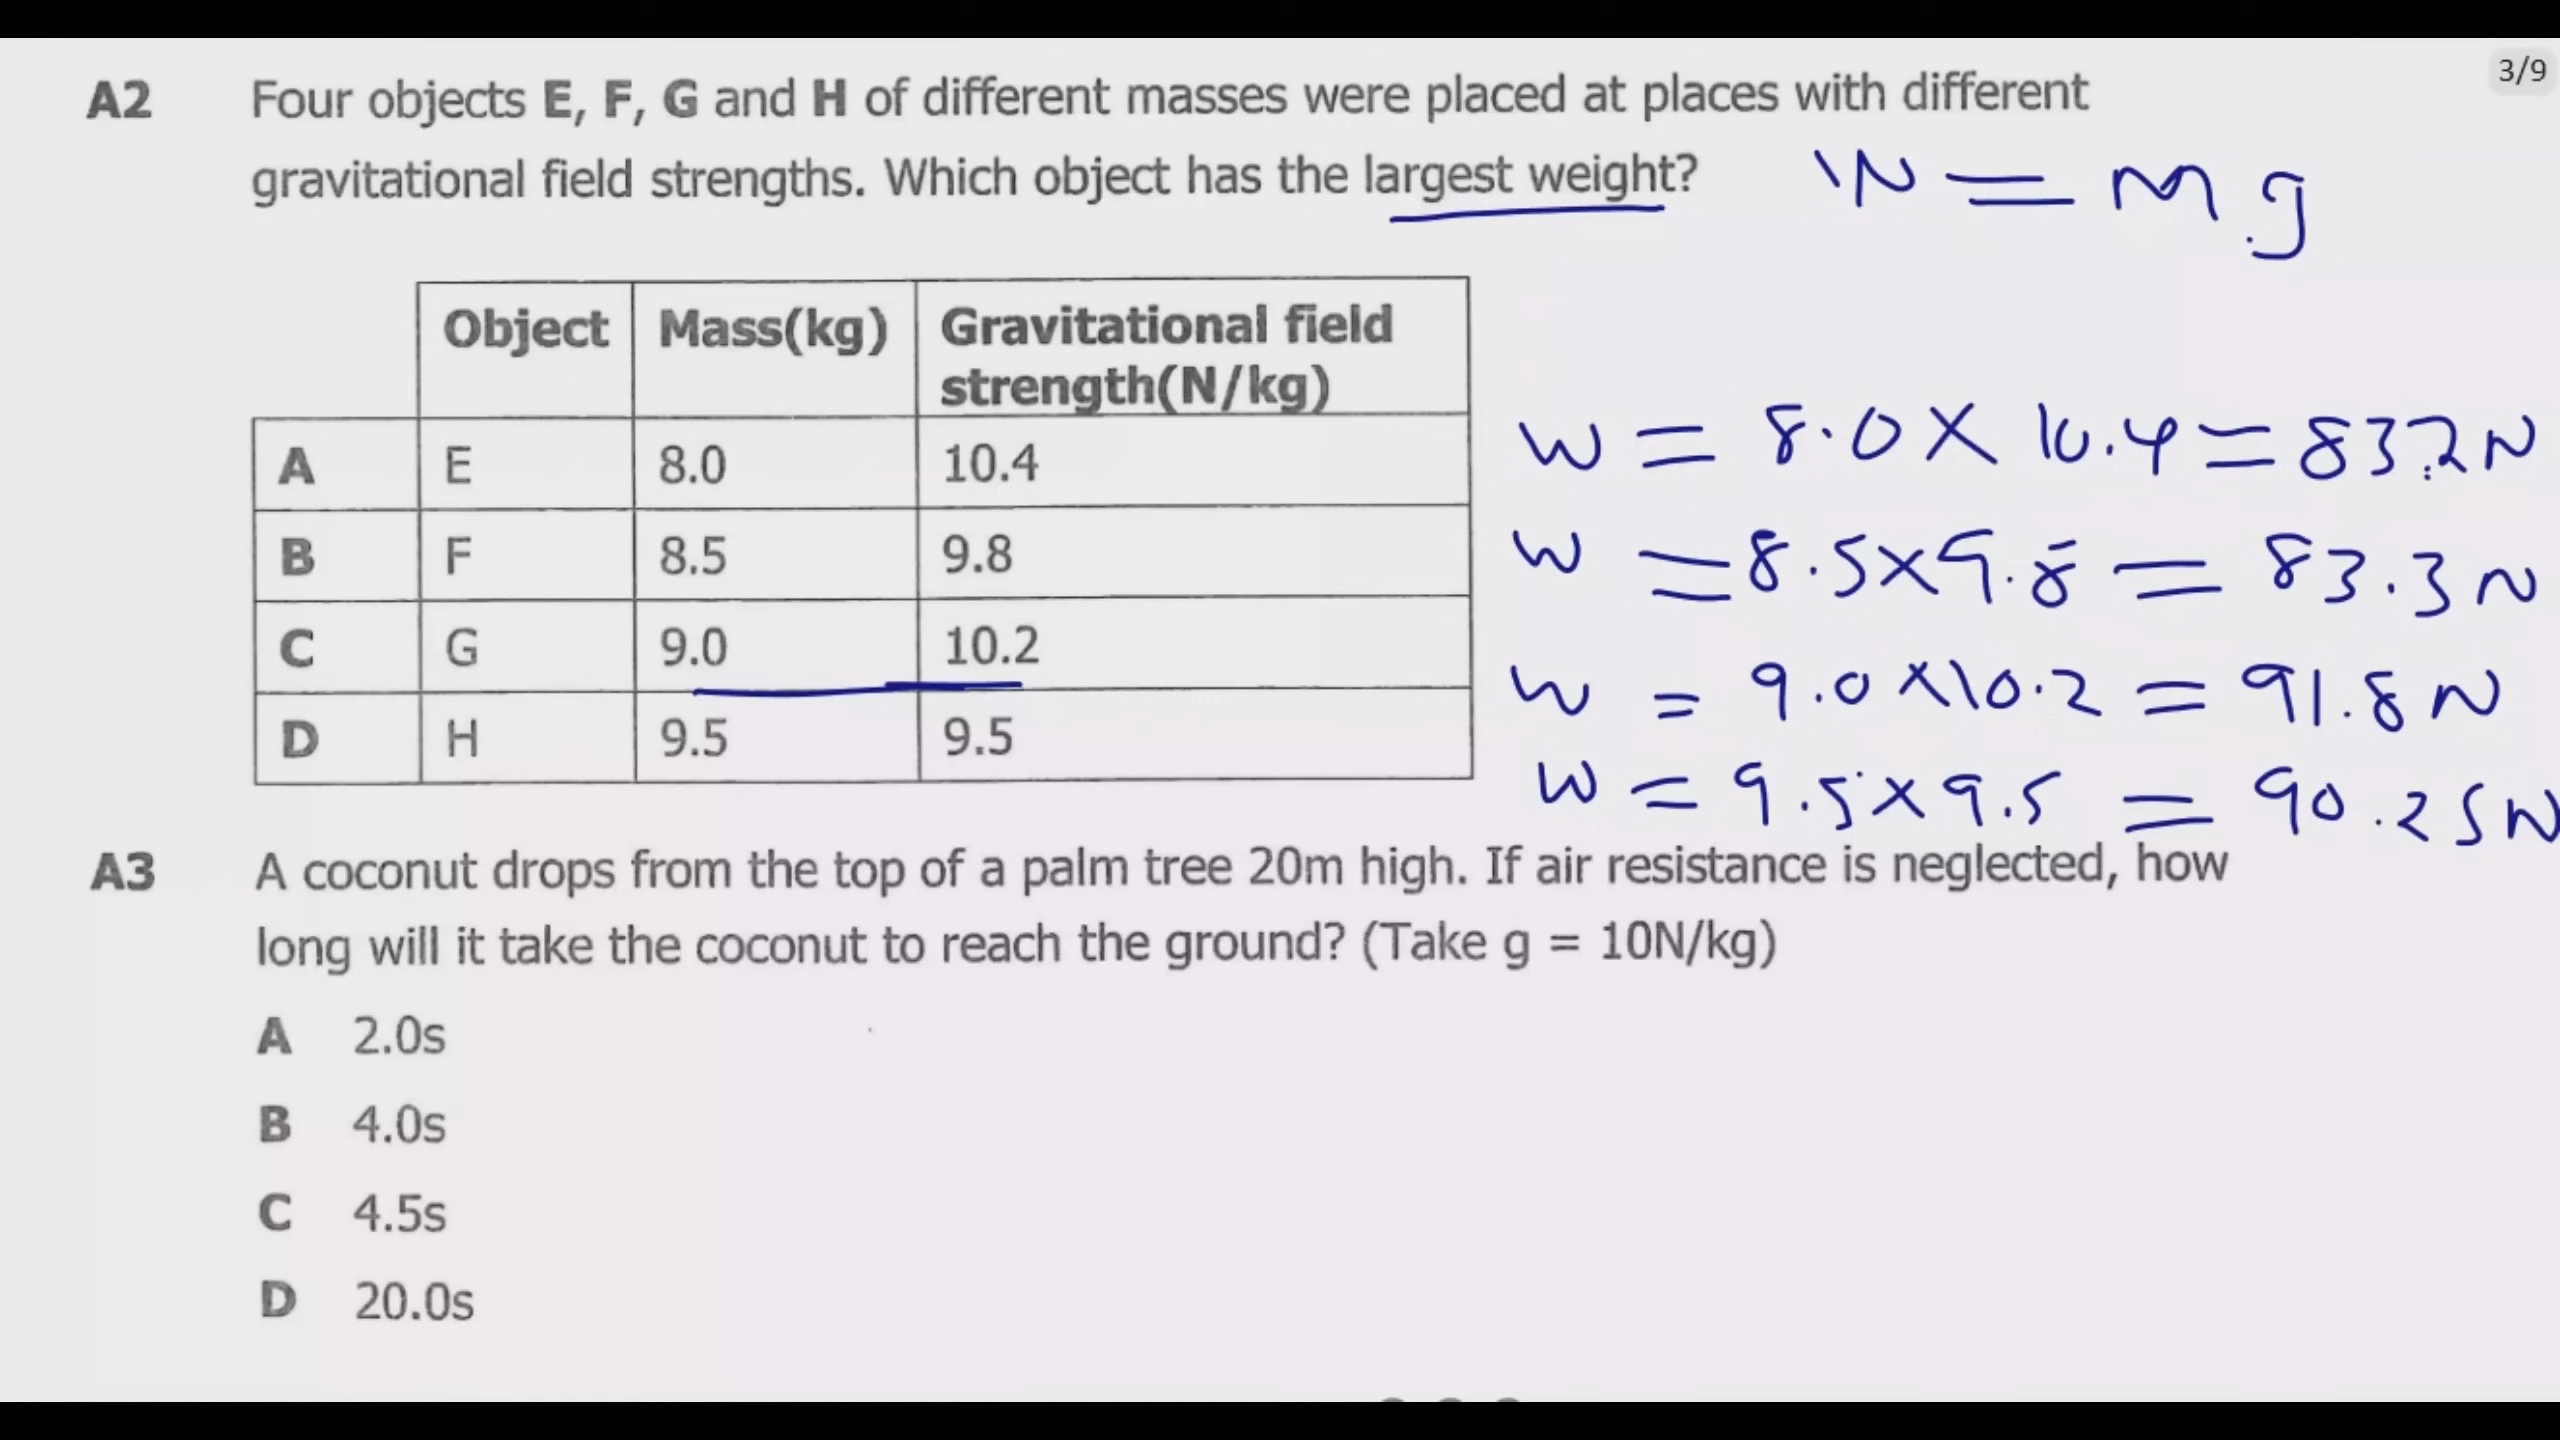 3/9
A2 Four objects E, F, G and H of different masses were placed at places with different
gravitational field strengths. Which object has the largest weight? W = mg
Object Mass(kg) Gravitational field
strength(N/kg)
A E 8.0 10.4 W = 8.0 X 10.4 = 83.2N
B F 8.5 9.8 W = 8.5 x 9.8 = 83.3N
C G 9.0 10.2 W = 9.0 x 10.2 = 91.8N
D H 9.5 9.5 W = 9.5 x 9.5 = 90.25N
A3 A coconut drops from the top of a palm tree 20m high. If air resistance is neglected, how
long will it take the coconut to reach the ground? (Take g = 10N/kg)
A 2.0s
B 4.0s
C 4.5s
D 20.0s